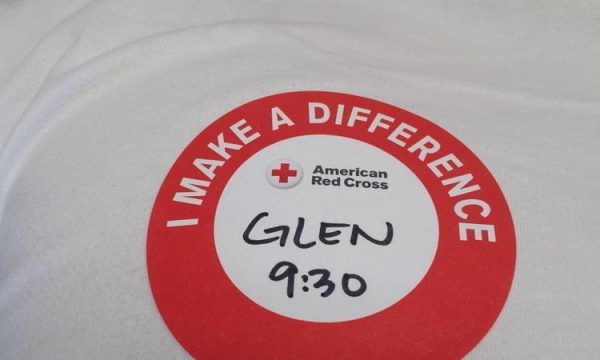 I MAKE A DIFFERENCE
American
Red Cross
GLEN
9:30